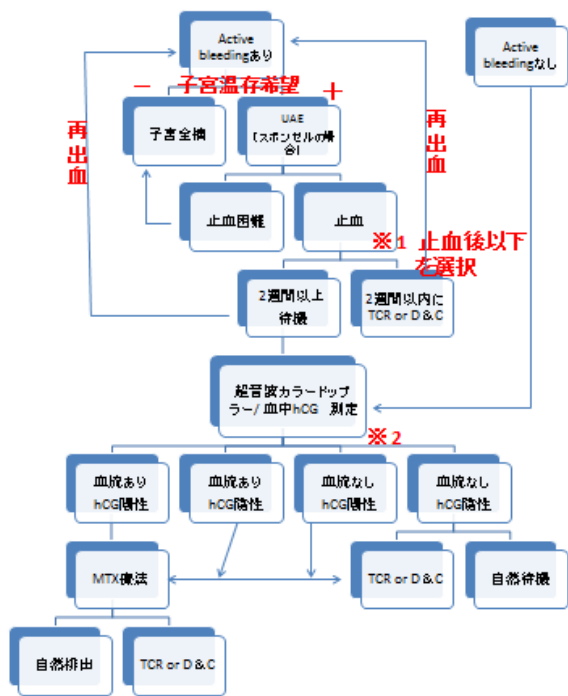 Active
bleedingあり
Active
bleedingなし
− 子宮温存希望 +
再出血
再出血
子宮全摘
UAE
(スポンゼルの場
合)
止血困難
止血
※1 止血後以下
を選択
2週間以上
待機
2週間以内に
TCR or D&C
超音波カラードップ
ラー/血中hCG 測定
※2
血流あり
hCG陽性
血流あり
hCG陰性
血流なし
hCG陽性
血流なし
hCG陰性
MTX療法
TCR or D&C
自然待機
自然排出
TCR or D&C